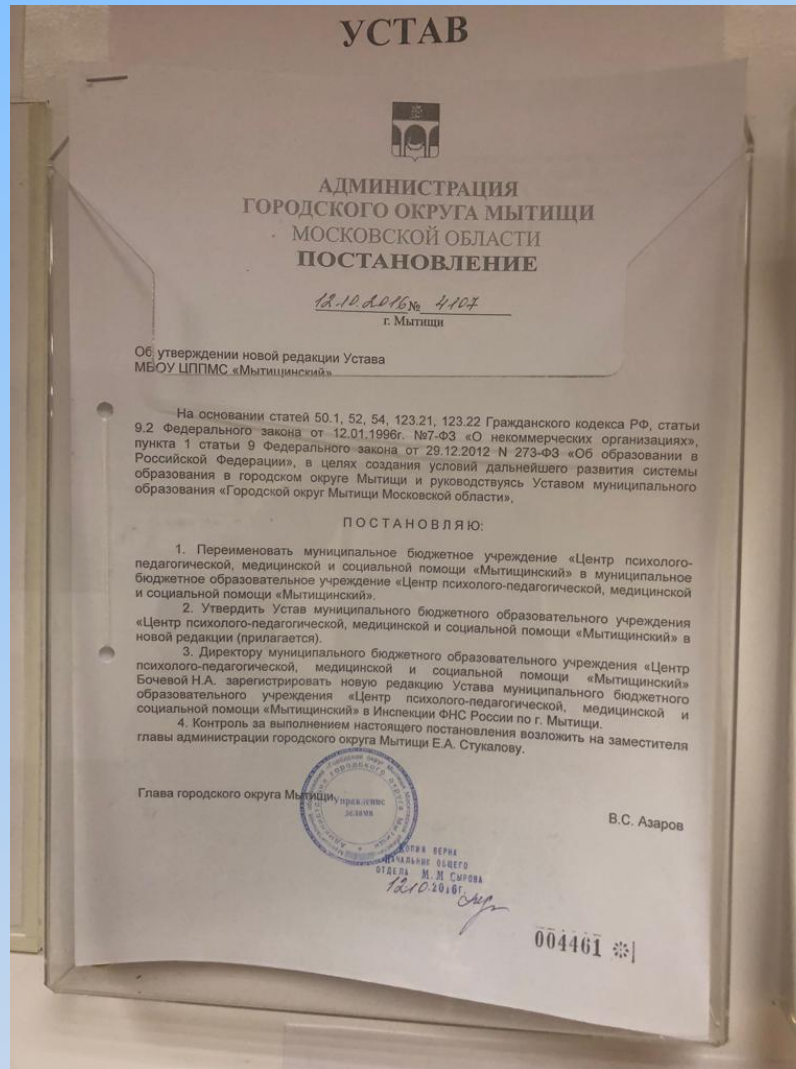 УСТАВ
АДМИНИСТРАЦИЯ
ГОРОДСКОГО ОКРУГА МЫТИЩИ
МОСКОВСКОЙ ОБЛАСТИ
ПОСТАНОВЛЕНИЕ
12.10.2016 № 4107
г. Мытищи
Об утверждении новой редакции Устава
МБОУ ЦППМС «Мытищинский»
На основании статей 50.1, 52, 54, 123.21, 123.22 Гражданского кодекса РФ, статьи
9.2 Федерального закона от 12.01.1996г. №7-ФЗ «О некоммерческих организациях»,
пункта 1 статьи 9 Федерального закона от 29.12.2012 N 273-ФЗ «Об образовании в
Российской Федерации», в целях создания условий дальнейшего развития системы
образования в городском округе Мытищи и руководствуясь Уставом муниципального
образования «Городской округ Мытищи Московской области»,
ПОСТАНОВЛЯЮ:
1. Переименовать муниципальное бюджетное учреждение «Центр психолого-
педагогической, медицинской и социальной помощи «Мытищинский» в муниципальное
бюджетное образовательное учреждение «Центр психолого-педагогической, медицинской
и социальной помощи «Мытищинский».
2. Утвердить Устав муниципального бюджетного образовательного учреждения
«Центр психолого-педагогической, медицинской и социальной помощи «Мытищинский» в
новой редакции (прилагается).
3. Директору муниципального бюджетного образовательного учреждения «Центр
психолого-педагогической, медицинской и социальной помощи «Мытищинский»
Бочевой Н.А. зарегистрировать новую редакцию Устава муниципального бюджетного
образовательного учреждения «Центр психолого-педагогической, медицинской и
социальной помощи «Мытищинский» в Инспекции ФНС России по г. Мытищи.
4. Контроль за выполнением настоящего постановления возложить на заместителя
главы администрации городского округа Мытищи Е.А. Стукалову.
Глава городского округа Мытищи
В.С. Азаров
Управление
делами
КОПИЯ ВЕРНА
НАЧАЛЬНИК ОБЩЕГО
ОТДЕЛА М.М СЫРОВА
12.10.2016г.
004461